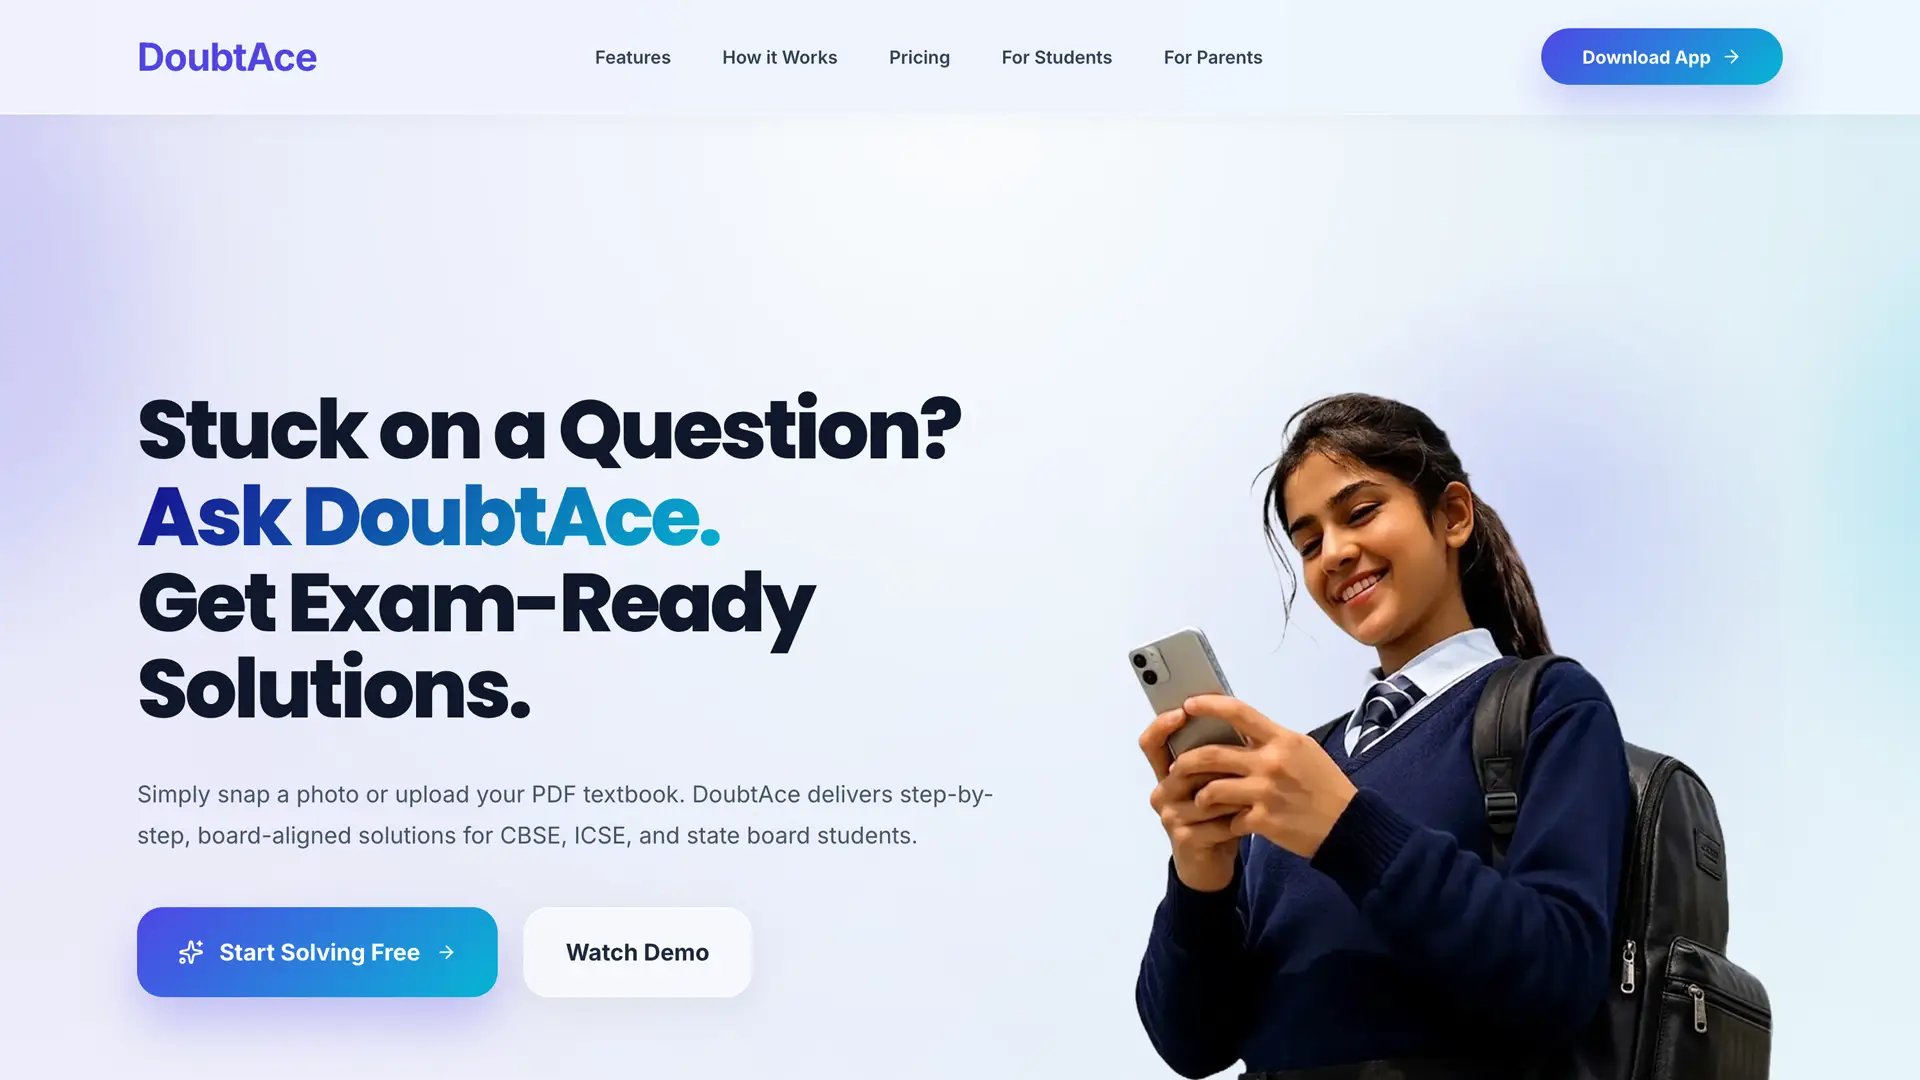 DoubtAce
Features
How it Works
Pricing
For Students
For Parents
Download App
Stuck on a Question?
Ask DoubtAce.
Get Exam-Ready
Solutions.
Simply snap a photo or upload your PDF textbook. DoubtAce delivers step-by-
step, board-aligned solutions for CBSE, ICSE, and state board students.
Start Solving Free
Watch Demo